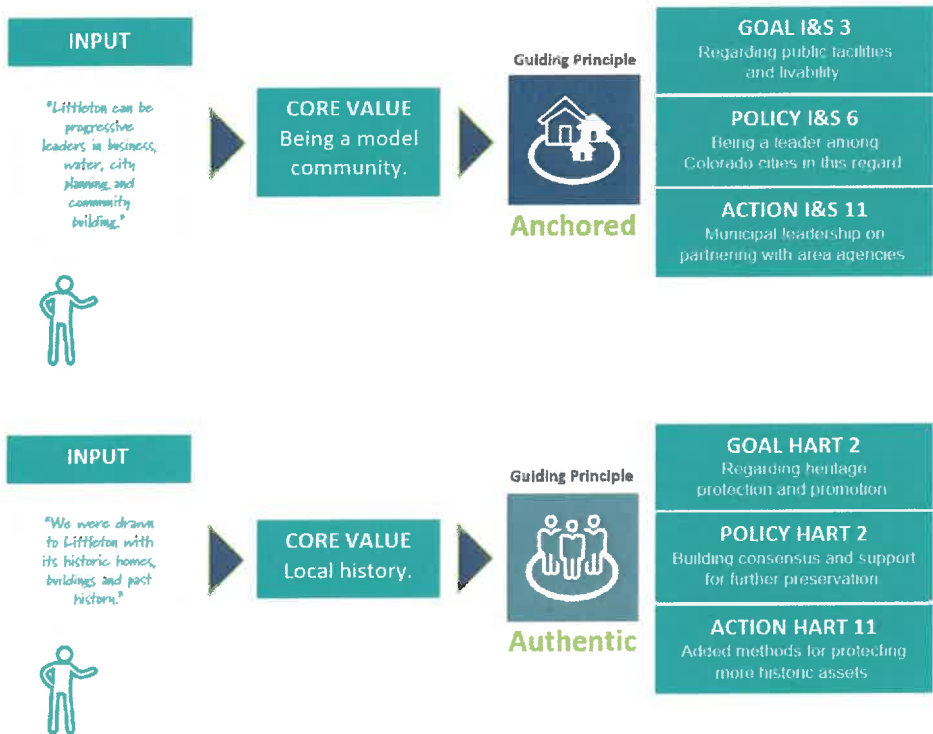 INPUT
"Littleton can be
progressive
leaders in business,
water, city
planning, and
community
building."
CORE VALUE
Being a model
community.
Guiding Principle
Anchored
GOAL I&S 3
Regarding public facilities
and livability
POLICY I&S 6
Being a leader among
Colorado cities in this regard
ACTION I&S 11
Municipal leadership on
partnering with area agencies
INPUT
"We were drawn
to Littleton with
its historic homes,
buildings and past
history."
CORE VALUE
Local history.
Guiding Principle
Authentic
GOAL HART 2
Regarding heritage
protection and promotion
POLICY HART 2
Building consensus and support
for further preservation
ACTION HART 11
Added methods for protecting
more historic assets